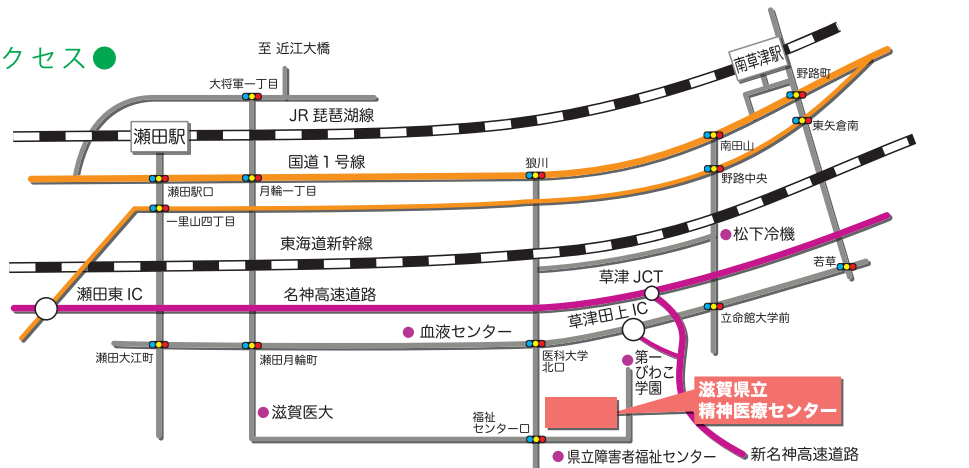 クセス●
至 近江大橋
大将軍一丁目
南草津駅
野路町
JR 琵琶湖線
東矢倉南
瀬田駅
南田山
国道1号線
狼川
野路中央
瀬田駅口
月輪一丁目
一里山四丁目
松下冷機
東海道新幹線
若草
草津 JCT
瀬田東 IC
名神高速道路
草津田上 IC
立命館大学前
血液センター
瀬田大江町
瀬田月輪町
医科大学
北口
第一
びわこ
学園
滋賀県立
精神医療センター
滋賀医大
福祉
センター口
県立障害者福祉センター
新名神高速道路